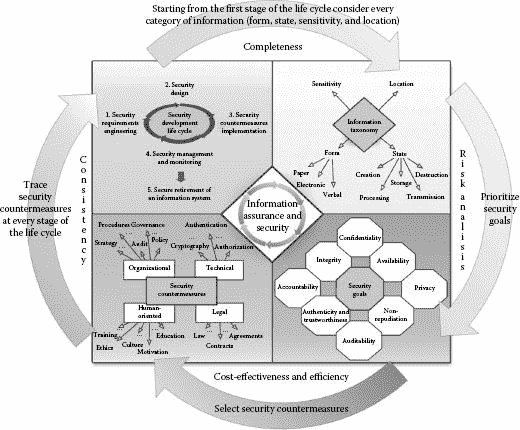 Starting from the first stage of the life cycle consider every
category of information (form, state, sensitivity, and location)
Completeness
2. Security
design
1. Security
requirements
engineering
Security
development
life cycle
3. Security
countermeasures
implementation
4. Security management
and monitoring
5. Secure retirement of
an information system
Sensitivity
Location
Information
taxonomy
Form
State
Paper
Electronic
Verbal
Creation
Processing
Storage
Transmission
Destruction
Consistency
Risk analisis
Trace
security
countermeasures
at every stage of
the life cycle
Prioritize
security
goals
Information
assurance and
security
Procedures
Governance
Strategy
Audit
Policy
...
Authentication
Cryptography
Authorization
...
Organizational
Technical
Security
countermeasures
Human-
oriented
Legal
Training
Ethics
Culture
Motivation
Education
...
Law
Contracts
Agreements
...
Confidentiality
Integrity
Availability
Accountability
Security
goals
Privacy
Authenticity and
trustworthiness
Non-
repudiation
Auditability
Cost-effectiveness and efficiency
Select security countermeasures